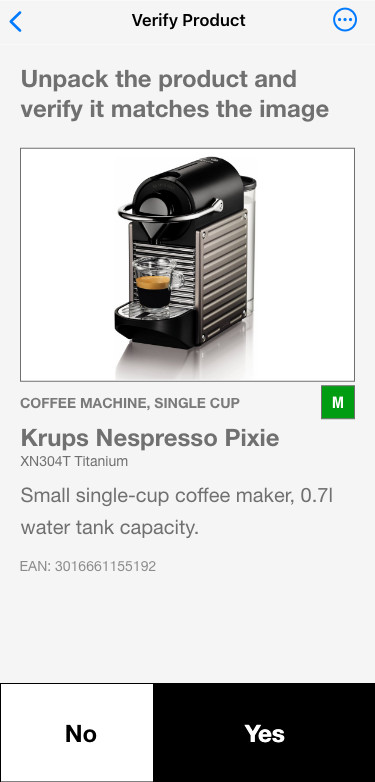 Verify Product
Unpack the product and
verify it matches the image
COFFEE MACHINE, SINGLE CUP
M
Krups Nespresso Pixie
XN304T Titanium
Small single-cup coffee maker, 0.7l
water tank capacity.
EAN: 3016661155192
No
Yes